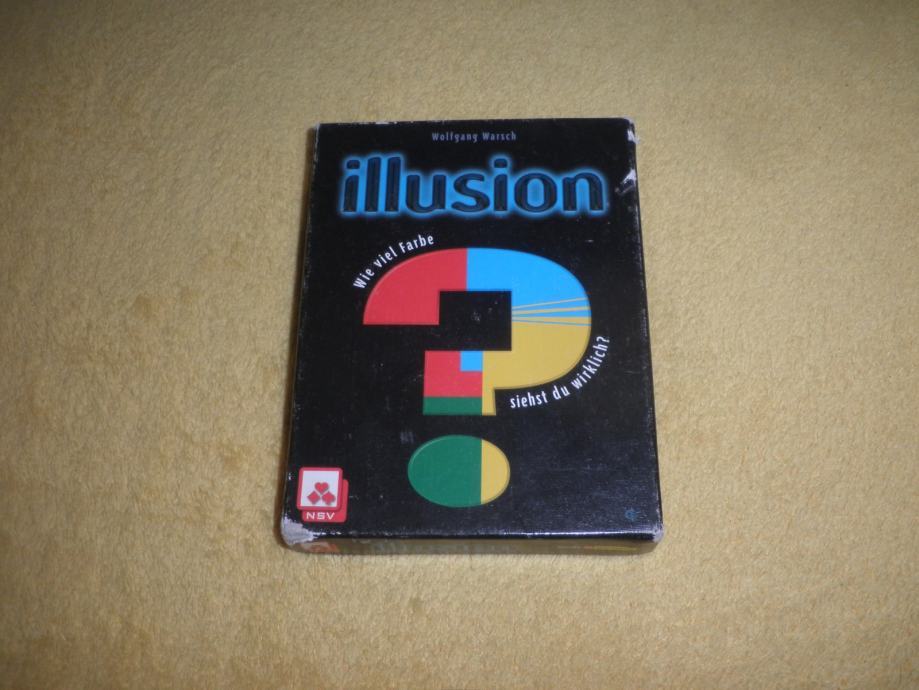 Wolfgang Warsch
illusion
Wie viel Farbe
siehst du wirklich?
NSV